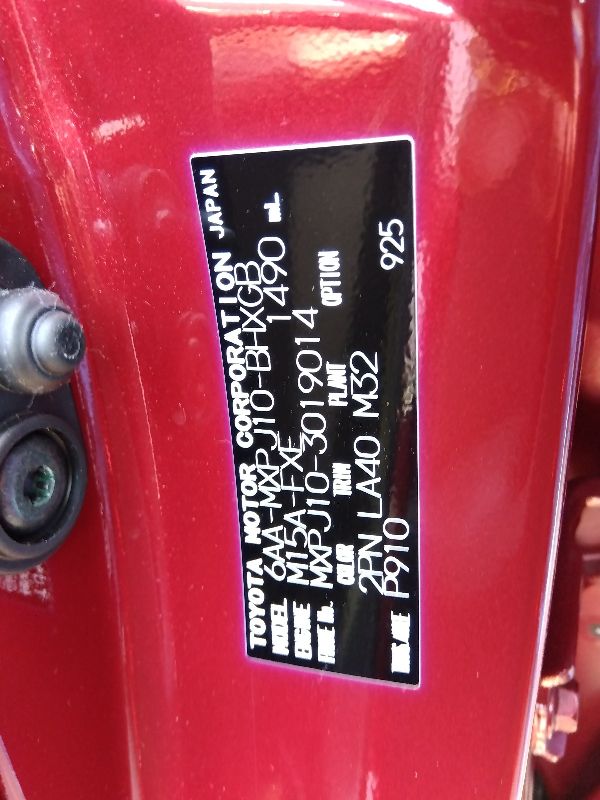 TOYOTA MOTOR CORPORATION JAPAN
MODEL 6AA-MXPJ10-BHXGB
ENGINE M15A-FXE 1490 mL
FRAME No. MXPJ10-3019014
COLOR TRIM PLANT OPTION
2PN LA40 M32
TRANS./AXLE P910 925